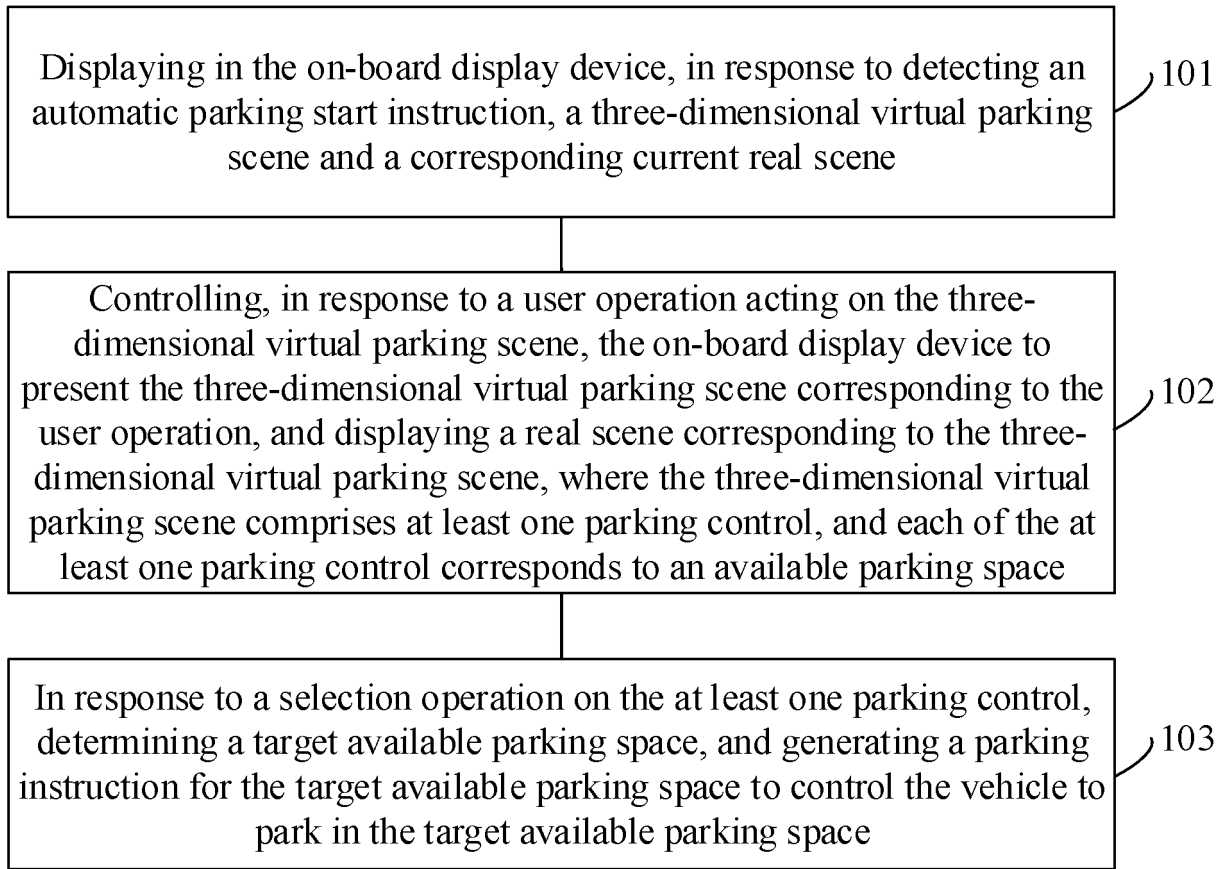 Displaying in the on-board display device, in response to detecting an
automatic parking start instruction, a three-dimensional virtual parking
scene and a corresponding current real scene
101
Controlling, in response to a user operation acting on the three-
dimensional virtual parking scene, the on-board display device to
present the three-dimensional virtual parking scene corresponding to the
user operation, and displaying a real scene corresponding to the three-
dimensional virtual parking scene, where the three-dimensional virtual
parking scene comprises at least one parking control, and each of the at
least one parking control corresponds to an available parking space
102
In response to a selection operation on the at least one parking control,
determining a target available parking space, and generating a parking
instruction for the target available parking space to control the vehicle to
park in the target available parking space
103